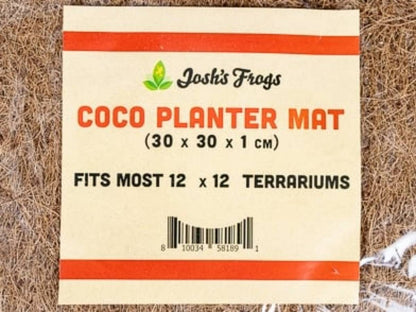 Josh's Frogs
COCO PLANTER MAT
(30 x 30 x 1 CM)
FITS MOST 12 x 12 TERRARIUMS
8 10034 58189 1